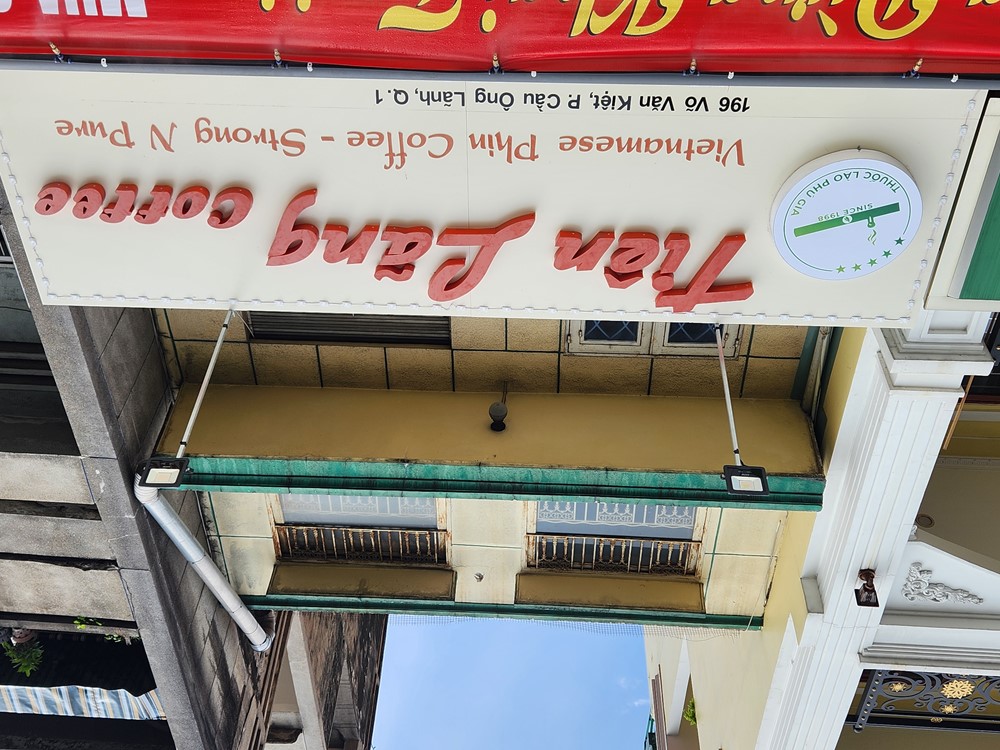 SINCE 1998
THUỐC LÀO PHÚ GIA
Tiên Lãng coffee
Vietnamese Phin Coffee - Strong N Pure
196 Võ Văn Kiệt, P. Cầu Ông Lãnh, Q.1